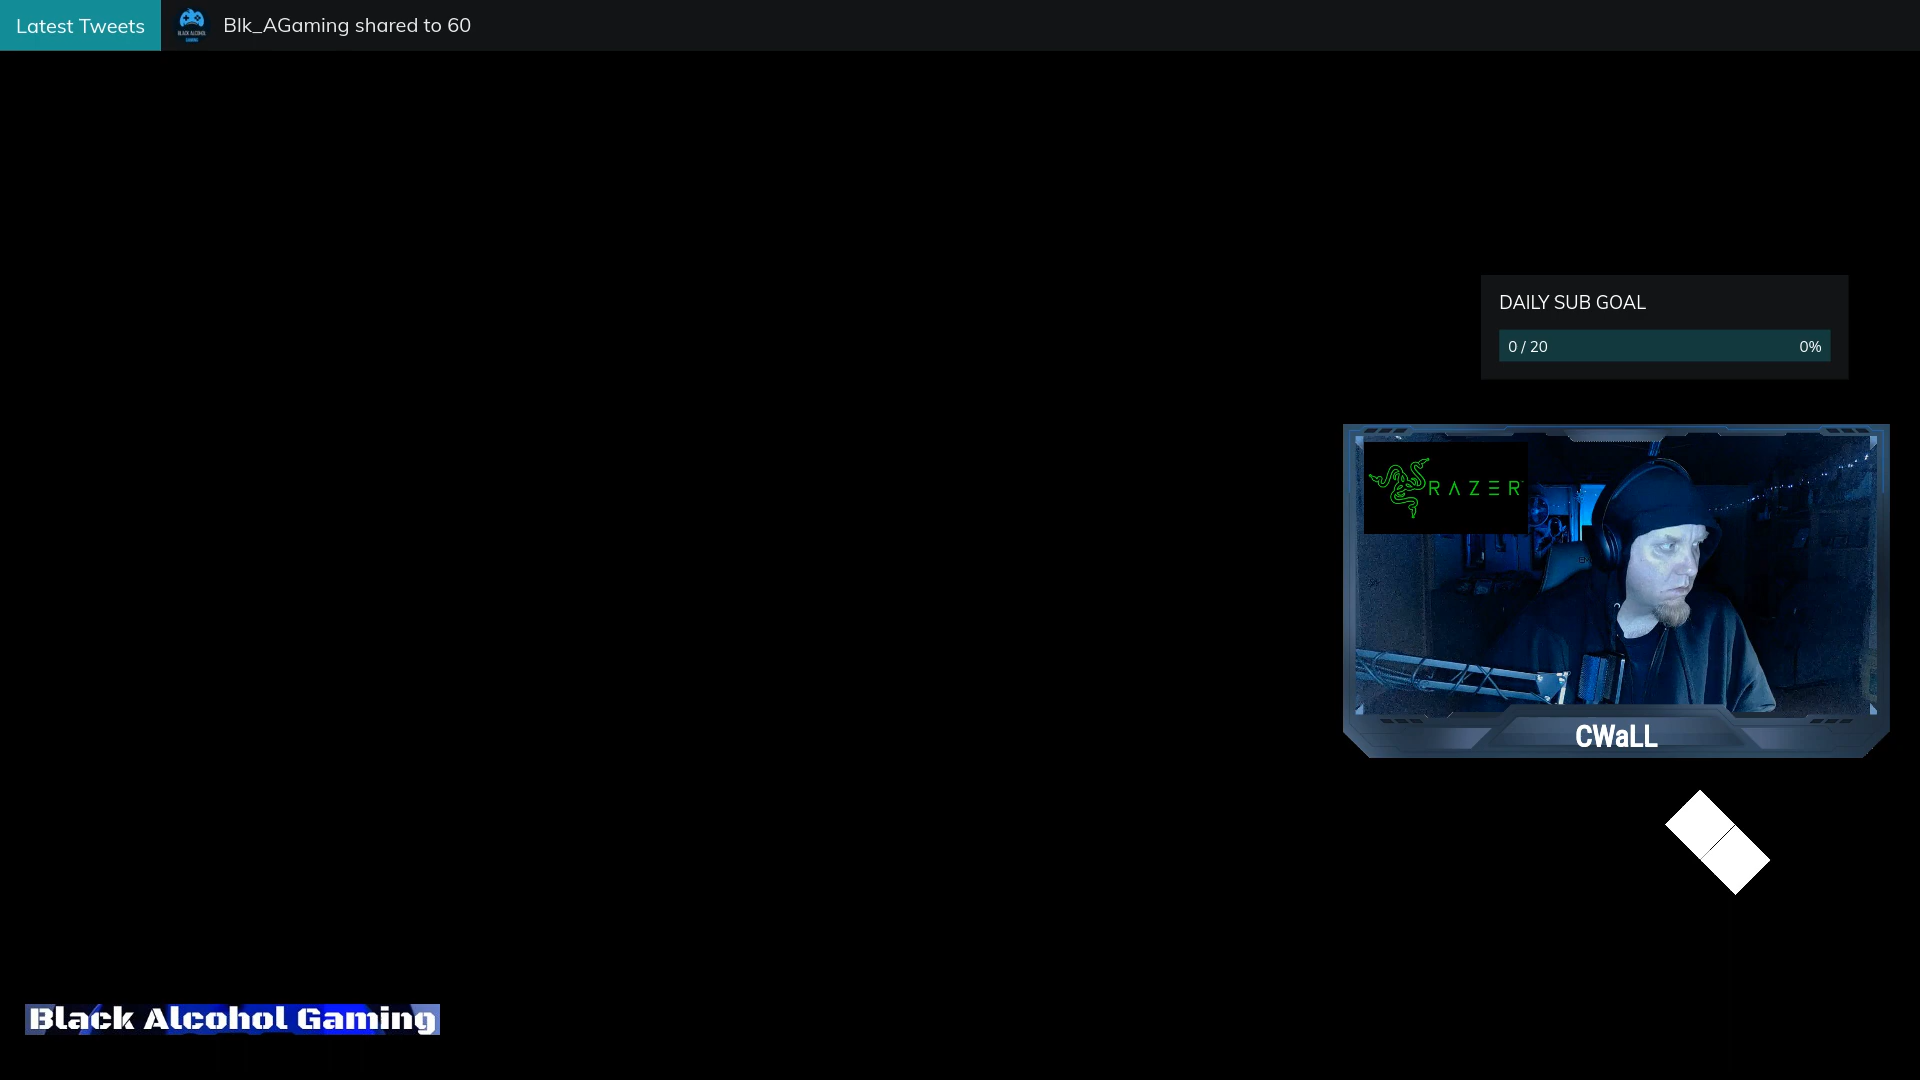 Latest Tweets
Blk_AGaming shared to 60
DAILY SUB GOAL
0 / 20
0%
RAZER
CWaLL
Black Alcohol Gaming